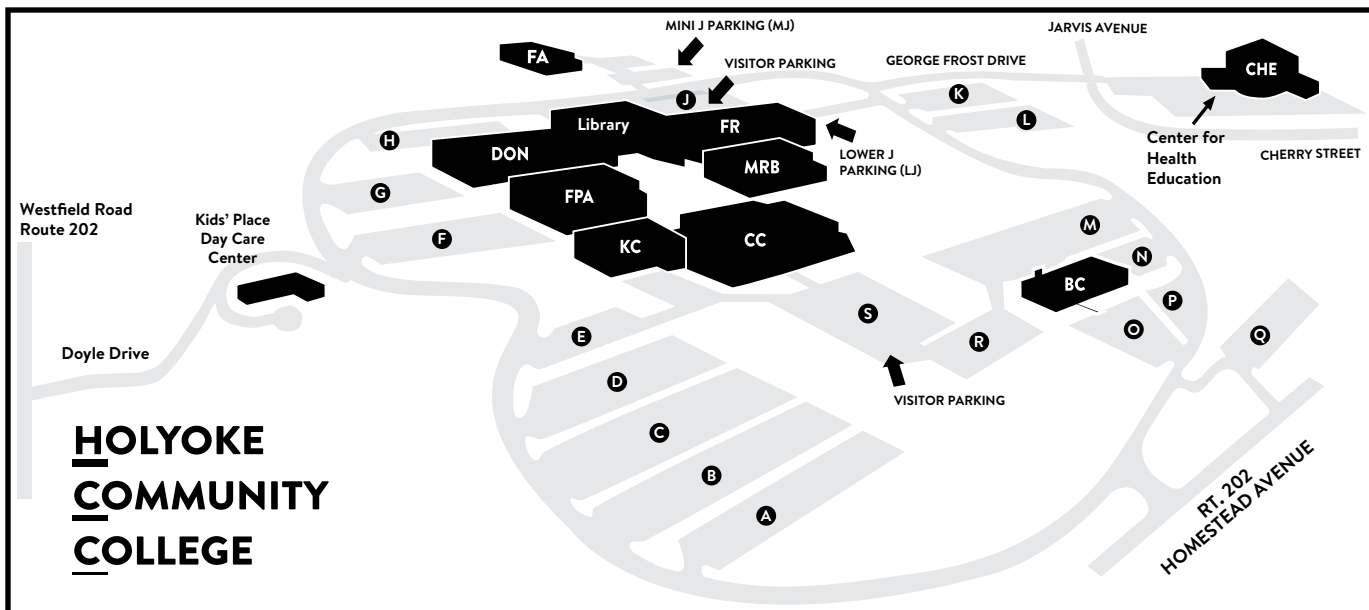 MINI J PARKING (MJ)
JARVIS AVENUE
FA
VISITOR PARKING
GEORGE FROST DRIVE
CHE
J
K
L
Library
FR
H
DON
LOWER J
PARKING (LJ)
Center for
Health
Education
CHERRY STREET
MRB
G
FPA
Westfield Road
Route 202
Kids' Place
Day Care
Center
F
KC
CC
M
N
BC
P
S
O
E
R
Q
Doyle Drive
D
VISITOR PARKING
C
B
A
RT. 202
HOMESTEAD AVENUE
HOLYOKE
COMMUNITY
COLLEGE